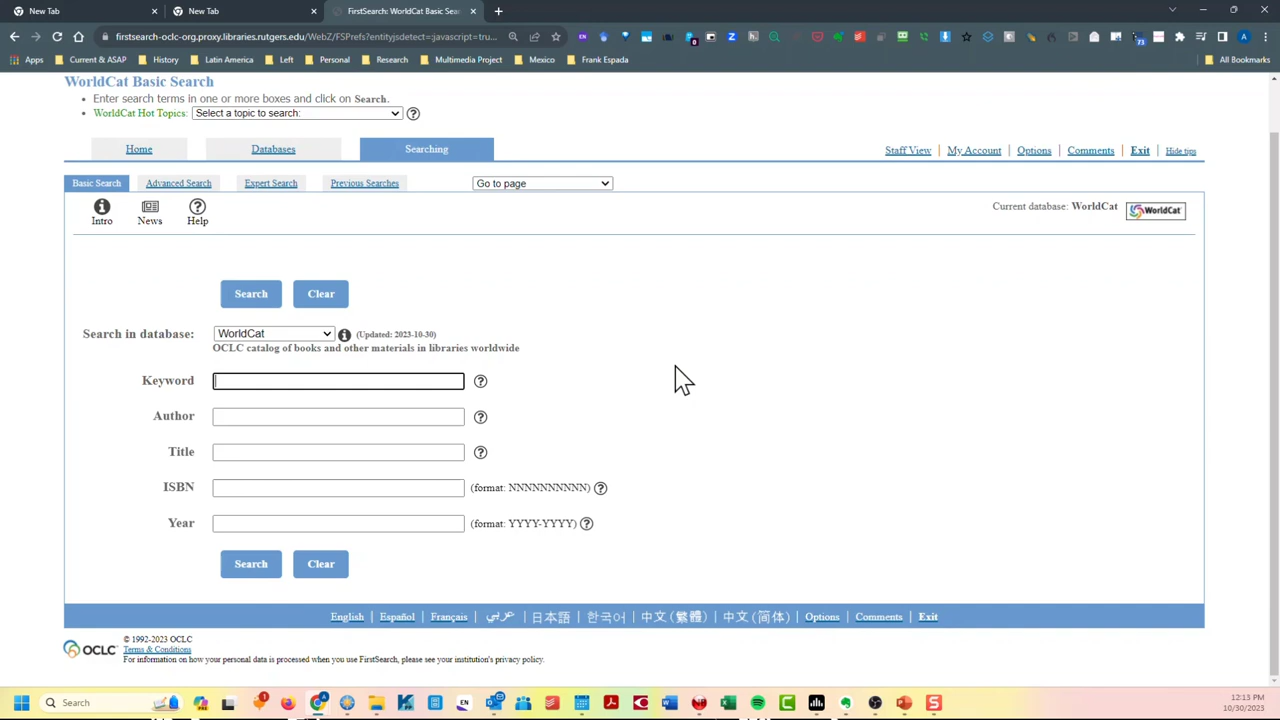 New Tab
New Tab
FirstSearch: WorldCat Basic Sea
firstsearch-oclc-org.proxy.libraries.rutgers.edu/WebZ/FSPrefs?entityjsdetect=:javascript=tru...
Apps Current & ASAP History Latin America Left Personal Research Multimedia Project Mexico Frank Espada All Bookmarks
WorldCat Basic Search
• Enter search terms in one or more boxes and click on Search.
• WorldCat Hot Topics: Select a topic to search:
Home Databases Searching Staff View | My Account | Options | Comments | Exit | Hide tips
Basic Search Advanced Search Expert Search Previous Searches Go to page
Intro News Help
Current database: WorldCat WorldCat
Search Clear
Search in database: WorldCat (Updated: 2023-10-30)
OCLC catalog of books and other materials in libraries worldwide
Keyword
Author
Title
ISBN (format: NNNNNNNNNN)
Year (format: YYYY-YYYY)
Search Clear
English | Español | Français | عربي | 日本語 | 한국어 | 中文(繁體) | 中文(简体) | Options | Comments | Exit
OCLC
© 1992-2023 OCLC
Terms & Conditions
For information on how your personal data is processed when you use FirstSearch, please see your institution's privacy policy.
Search
12:13 PM
10/30/2023